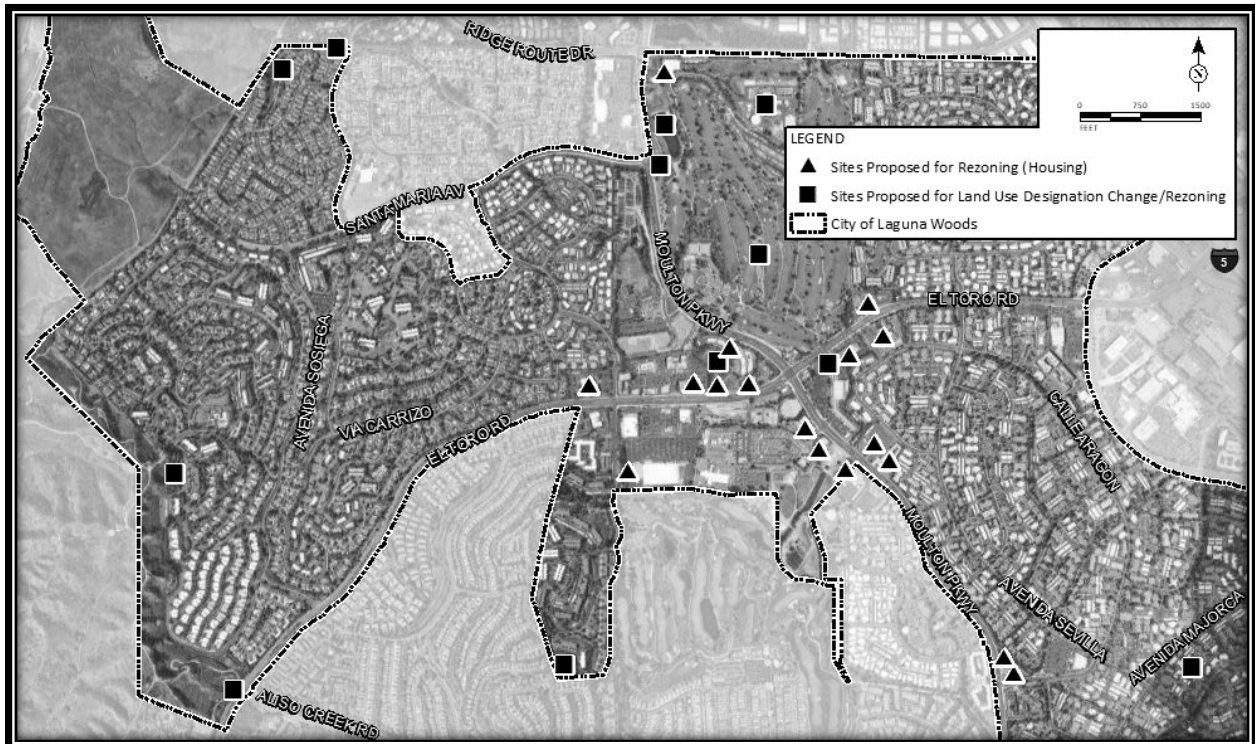 RIDGE ROUTE DR
N
0 750 1500
FEET
LEGEND
Sites Proposed for Rezoning (Housing)
Sites Proposed for Land Use Designation Change/Rezoning
City of Laguna Woods
SANTA MARIA AV
MOULTON PKWY
5
EL TORO RD
AVENIDA SOSIEGA
VIA CARRIZO
EL TORO RD
CALLE ARAGON
MOULTON PKWY
AVENIDA SEVILLA
AVENIDA MAJORCA
ALISO CREEK RD